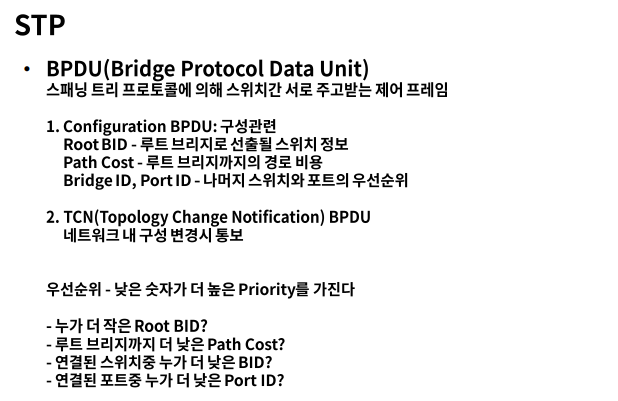 STP
• BPDU(Bridge Protocol Data Unit)
스패닝 트리 프로토콜에 의해 스위치간 서로 주고받는 제어 프레임
1. Configuration BPDU: 구성관련
Root BID - 루트 브리지로 선출될 스위치 정보
Path Cost - 루트 브리지까지의 경로 비용
Bridge ID, Port ID - 나머지 스위치와 포트의 우선순위
2. TCN(Topology Change Notification) BPDU
네트워크 내 구성 변경시 통보
우선순위 - 낮은 숫자가 더 높은 Priority를 가진다
- 누가 더 작은 Root BID?
- 루트 브리지까지 더 낮은 Path Cost?
- 연결된 스위치중 누가 더 낮은 BID?
- 연결된 포트중 누가 더 낮은 Port ID?